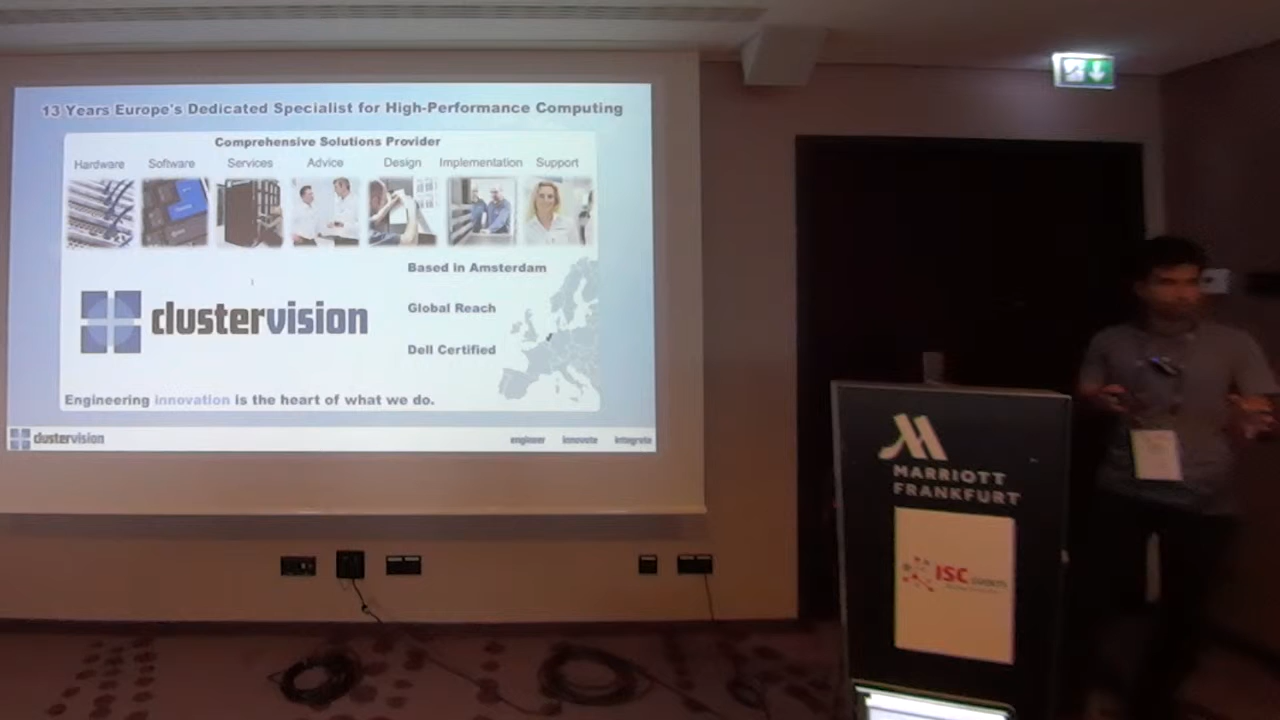 13 Years Europe's Dedicated Specialist for High-Performance Computing
Comprehensive Solutions Provider
Hardware Software Services Advice Design Implementation Support
Based in Amsterdam
Global Reach
Dell Certified
clustervision
Engineering innovation is the heart of what we do.
clustervision
engineer innovate integrate
MARRIOTT
FRANKFURT
ISC